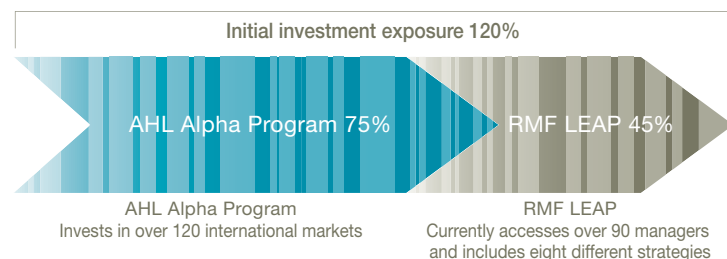 Initial investment exposure 120%
AHL Alpha Program 75%
RMF LEAP 45%
AHL Alpha Program
Invests in over 120 international markets
RMF LEAP
Currently accesses over 90 managers
and includes eight different strategies